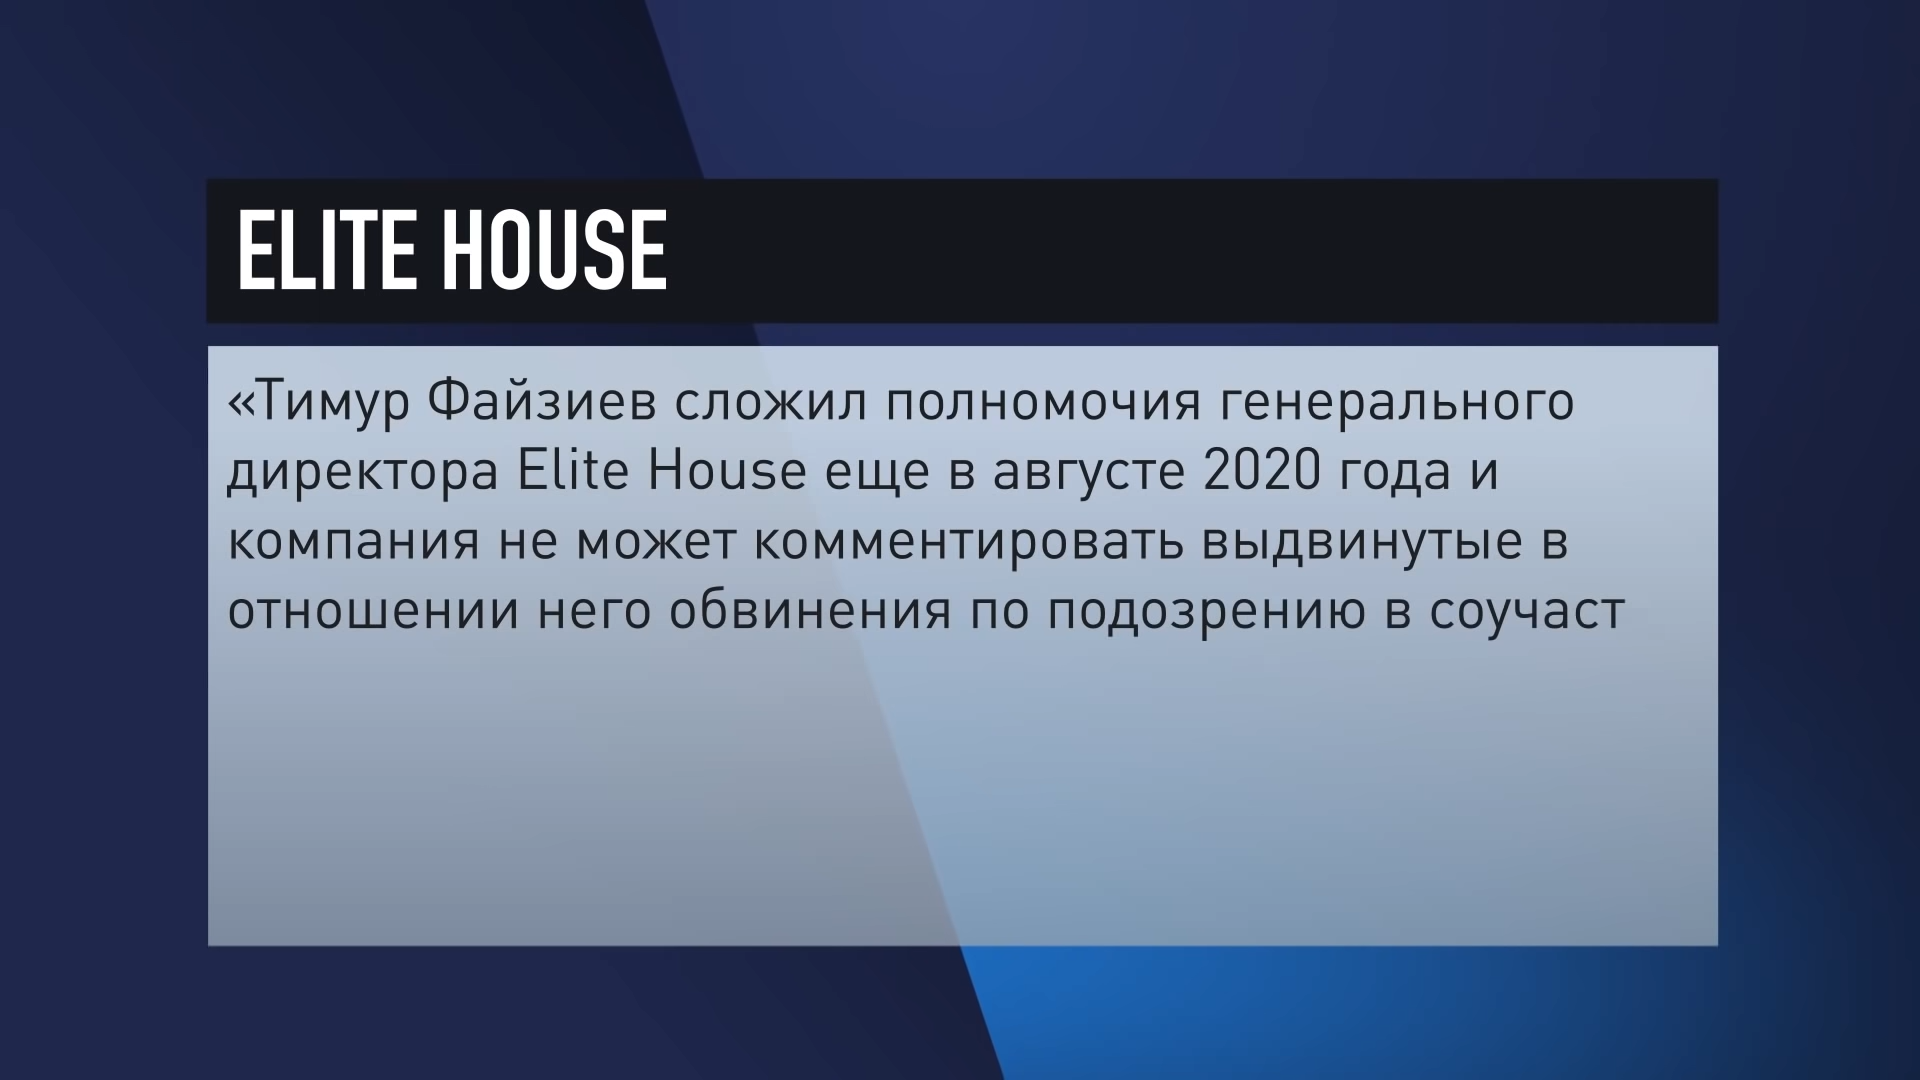 ELITE HOUSE
«Тимур Файзиев сложил полномочия генерального
директора Elite House еще в августе 2020 года и
компания не может комментировать выдвинутые в
отношении него обвинения по подозрению в соучаст